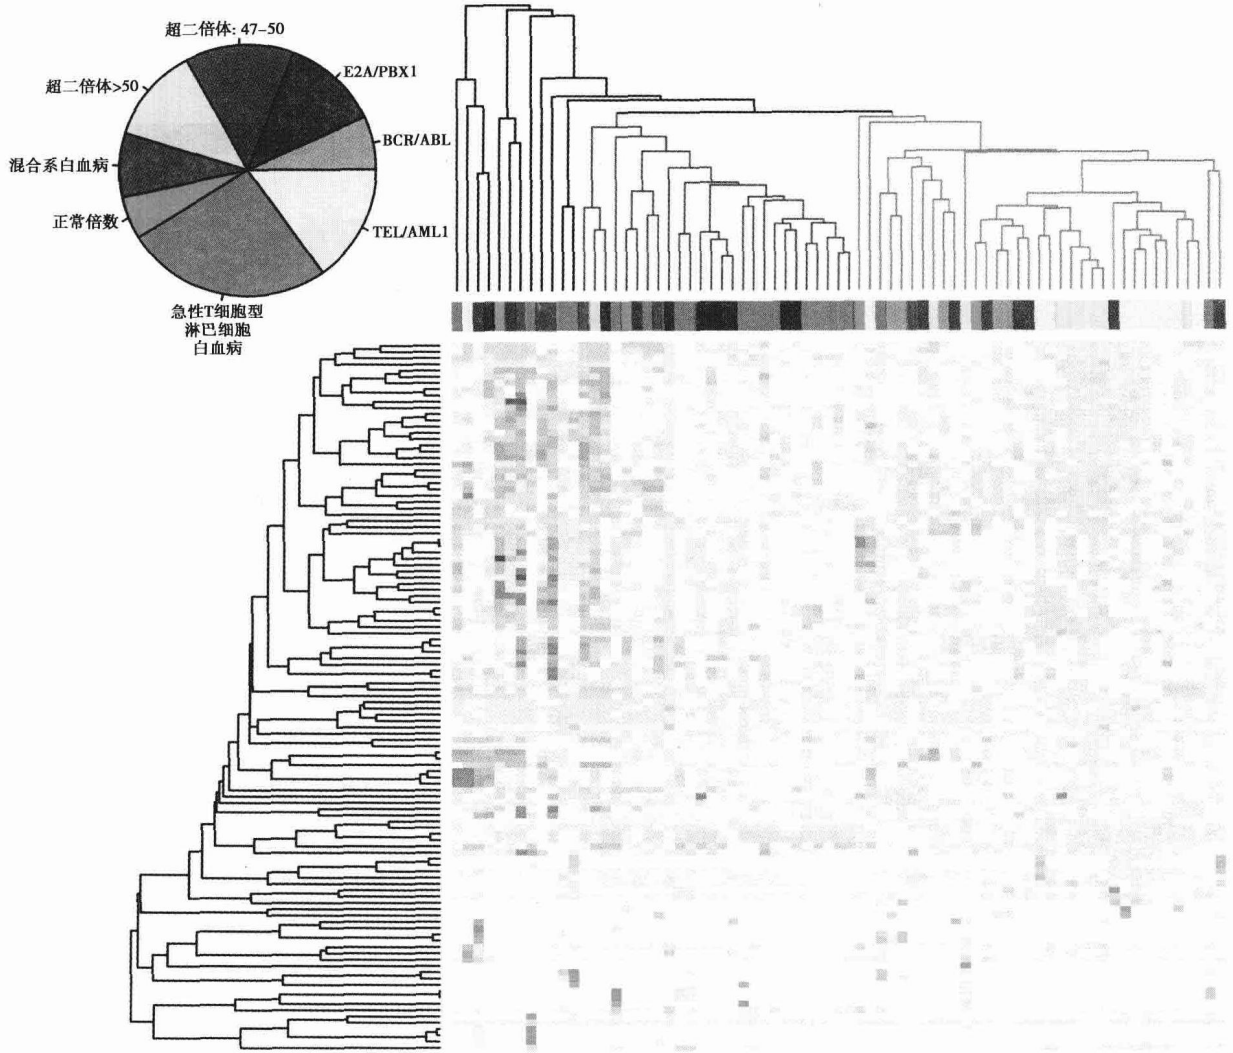 超二倍体: 47-50
E2A/PBX1
超二倍体>50
BCR/ABL
混合系白血病
正常倍数
TEL/AML1
急性T细胞型
淋巴细胞
白血病